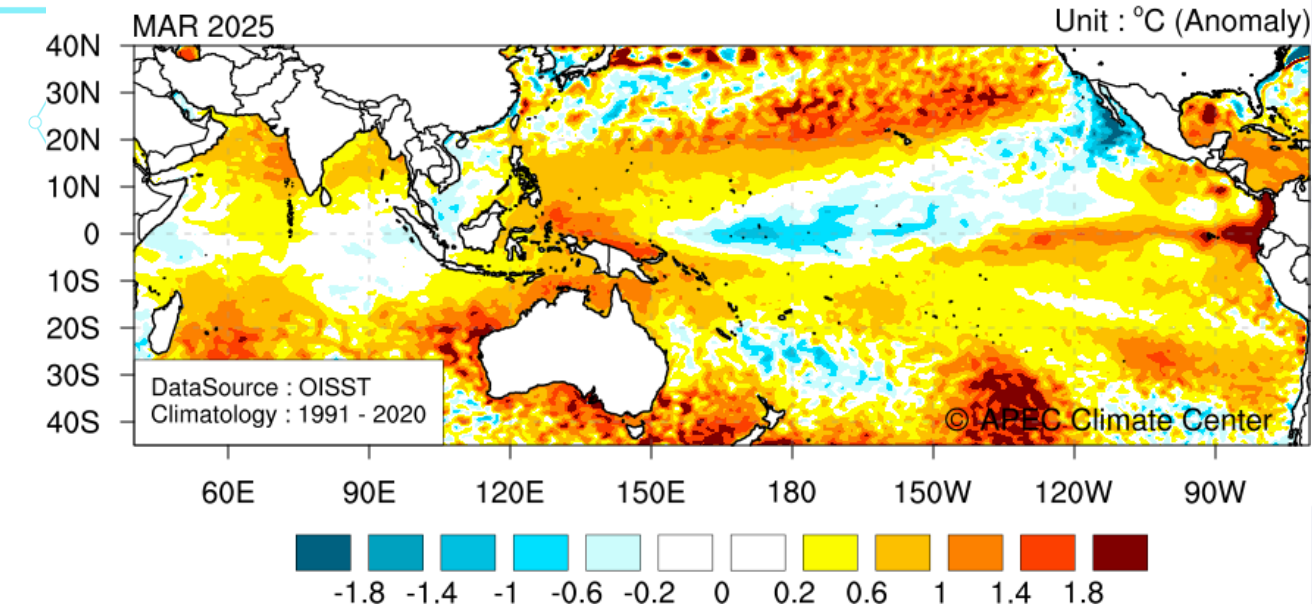 MAR 2025
Unit : °C (Anomaly)
40N
30N
20N
10N
0
10S
20S
30S
40S
DataSource : OISST
Climatology : 1991 - 2020
© APEC Climate Center
60E 90E 120E 150E 180 150W 120W 90W
-1.8 -1.4 -1 -0.6 -0.2 0 0.2 0.6 1 1.4 1.8